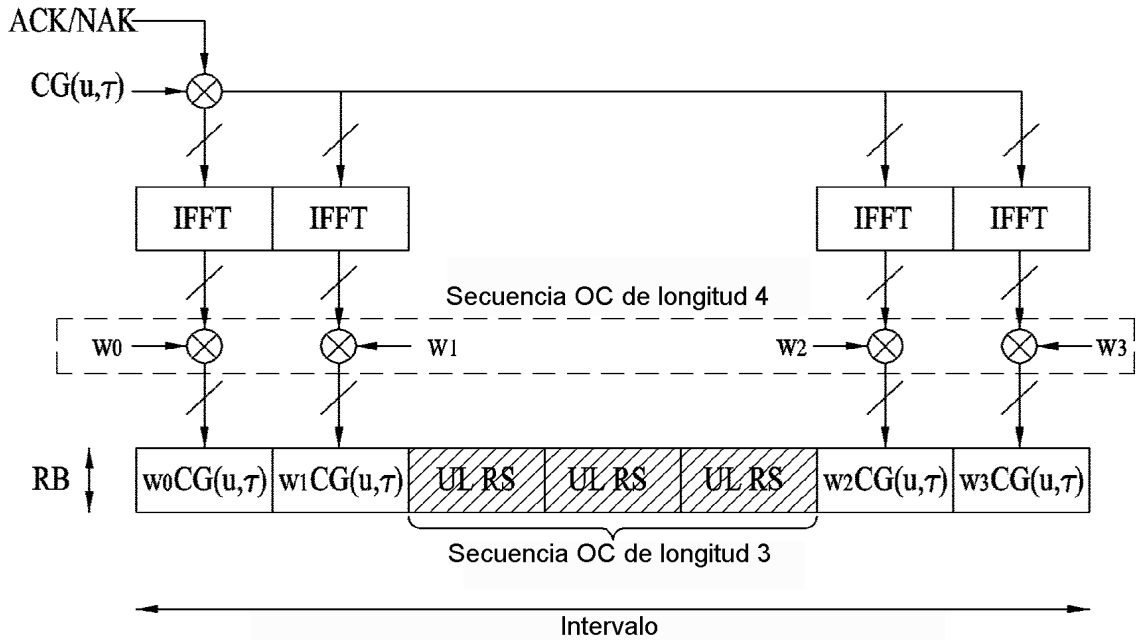 ACK/NAK
CG(u,τ)
IFFT IFFT IFFT IFFT
Secuencia OC de longitud 4
w0 w1 w2 w3
RB w0CG(u,τ) w1CG(u,τ) UL RS UL RS UL RS w2CG(u,τ) w3CG(u,τ)
Secuencia OC de longitud 3
Intervalo